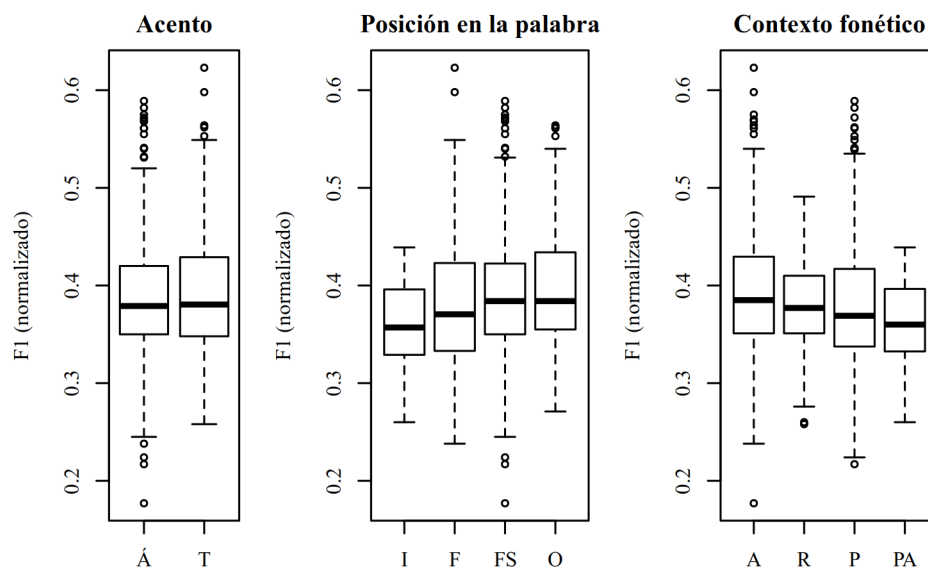 Acento
F1 (normalizado)
0.2 0.3 0.4 0.5 0.6
Á T
Posición en la palabra
F1 (normalizado)
0.2 0.3 0.4 0.5 0.6
I F FS O
Contexto fonético
F1 (normalizado)
0.2 0.3 0.4 0.5 0.6
A R P PA